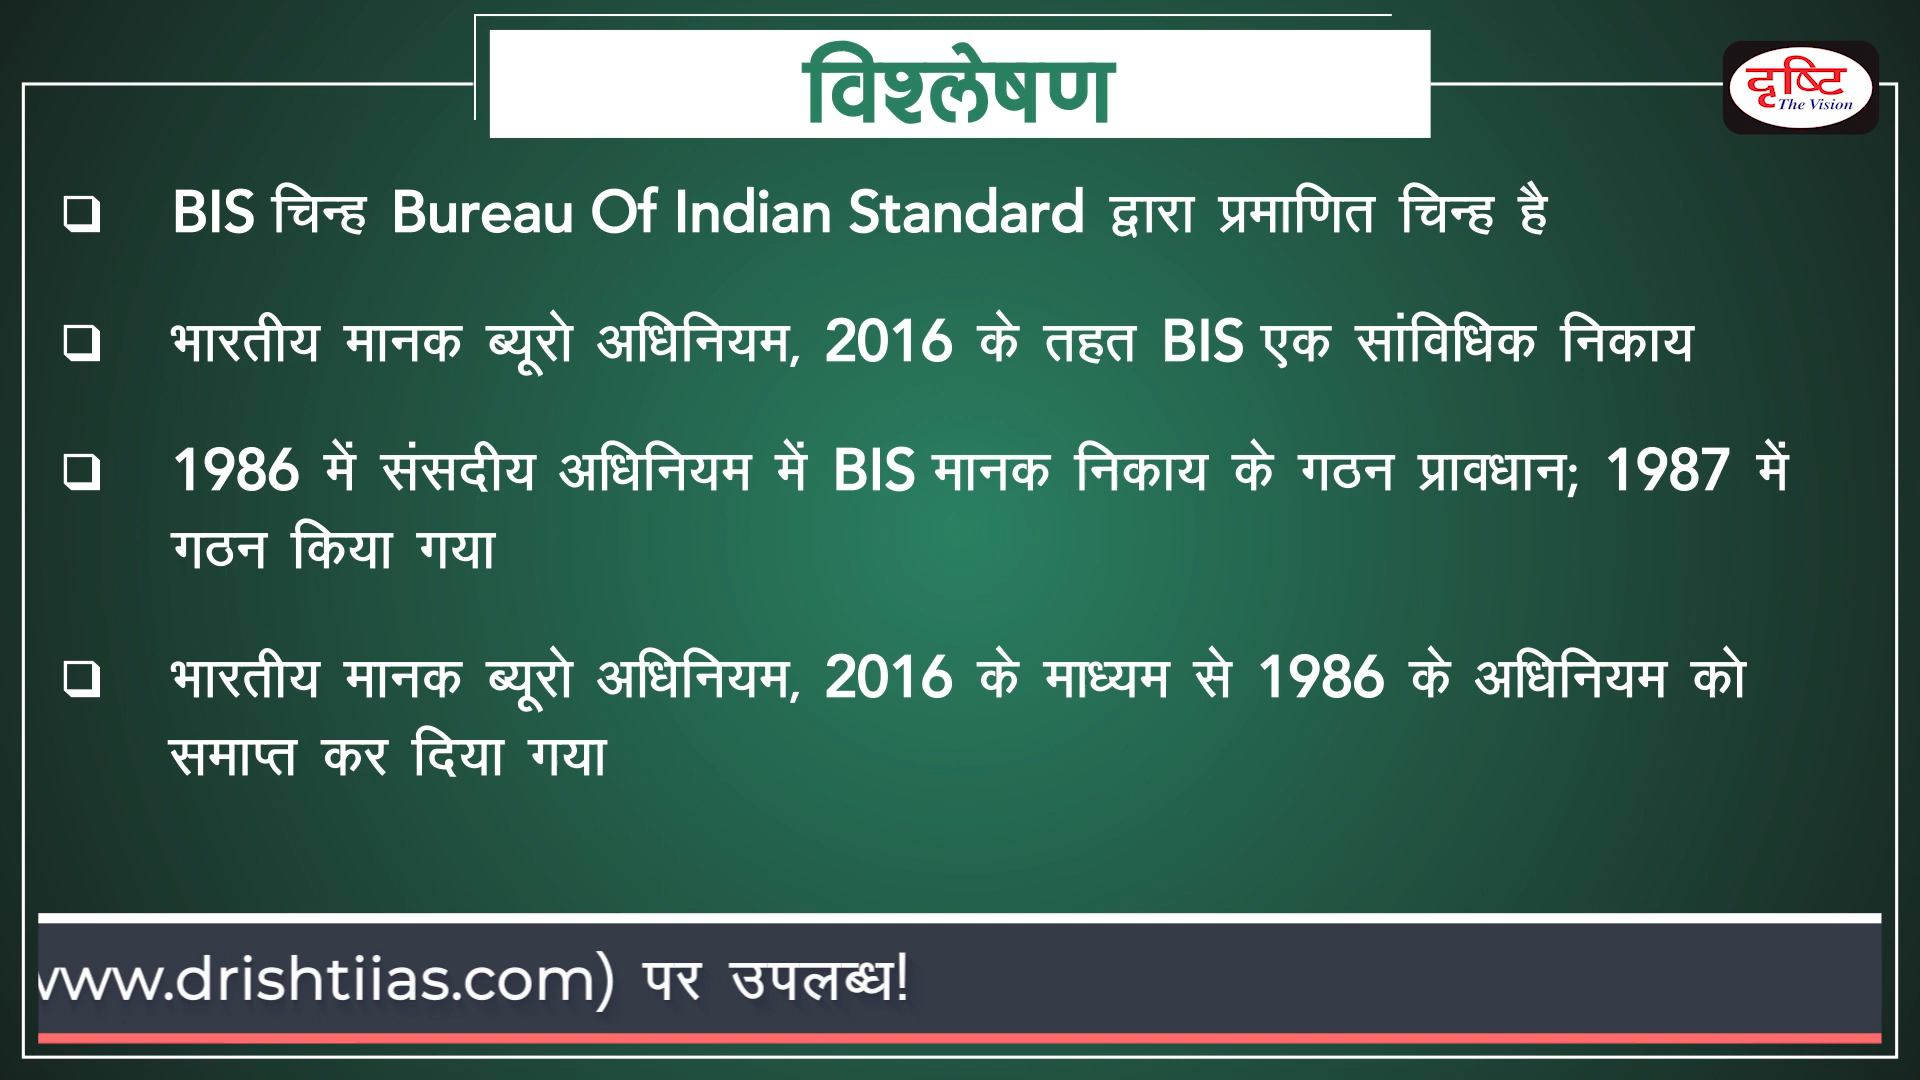 विश्लेषण
दृष्टि
The Vision
BIS चिन्ह Bureau Of Indian Standard द्वारा प्रमाणित चिन्ह है
भारतीय मानक ब्यूरो अधिनियम, 2016 के तहत BIS एक सांविधिक निकाय
1986 में संसदीय अधिनियम में BIS मानक निकाय के गठन प्रावधान; 1987 में
गठन किया गया
भारतीय मानक ब्यूरो अधिनियम, 2016 के माध्यम से 1986 के अधिनियम को
समाप्त कर दिया गया
www.drishtiias.com) पर उपलब्ध!